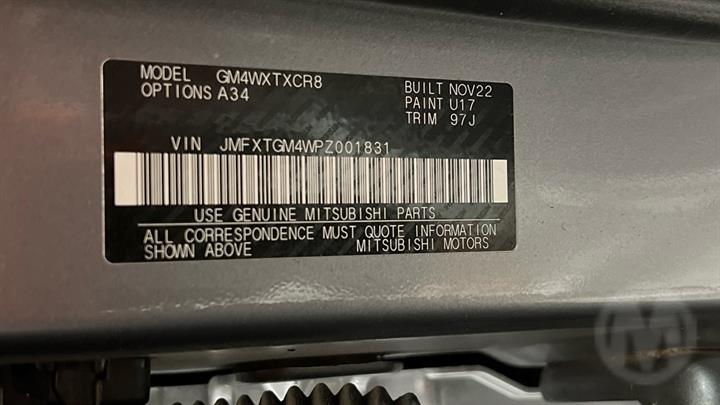 MODEL GM4WXTXCR8 BUILT NOV22
OPTIONS A34 PAINT U17
TRIM 97J
VIN JMFXTGM4WPZ001831
USE GENUINE MITSUBISHI PARTS
ALL CORRESPONDENCE MUST QUOTE INFORMATION
SHOWN ABOVE MITSUBISHI MOTORS
M